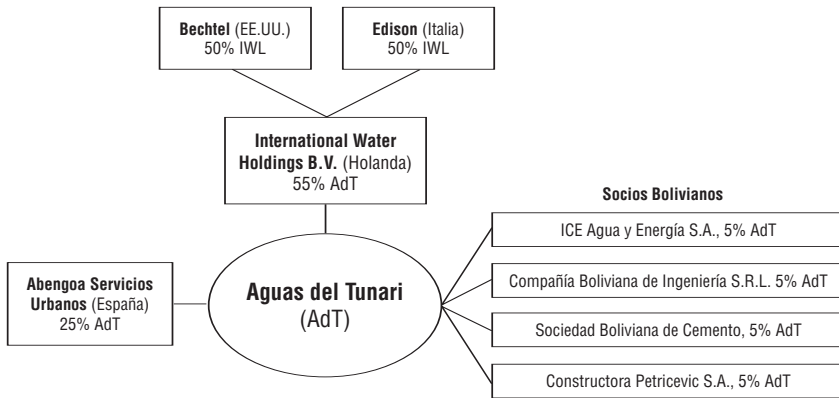 Bechtel (EE.UU.)
50% IWL
Edison (Italia)
50% IWL
International Water
Holdings B.V. (Holanda)
55% AdT
Socios Bolivianos
ICE Agua y Energía S.A., 5% AdT
Compañía Boliviana de Ingeniería S.R.L. 5% AdT
Sociedad Boliviana de Cemento, 5% AdT
Constructora Petricevic S.A., 5% AdT
Abengoa Servicios
Urbanos (España)
25% AdT
Aguas del Tunari
(AdT)